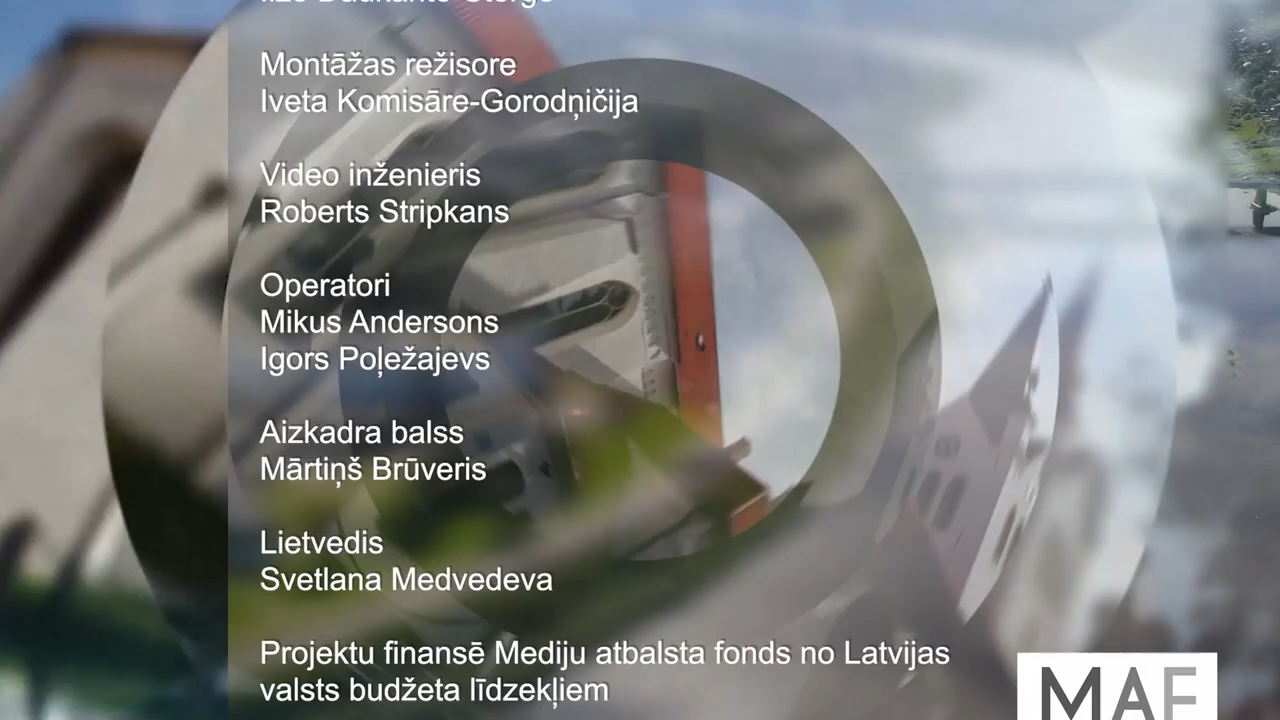 Montāžas režisore
Iveta Komisāre-Gorodņičija
Video inženieris
Roberts Stripkans
Operatori
Mikus Andersons
Igors Poļežajevs
Aizkadra balss
Mārtiņš Brūveris
Lietvedis
Svetlana Medvedeva
Projektu finansē Mediju atbalsta fonds no Latvijas
valsts budžeta līdzekļiem
MAF